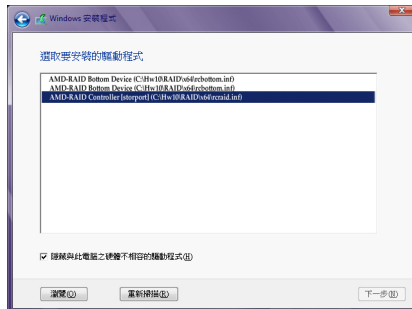 Windows 安裝程式
選取要安裝的驅動程式
AMD-RAID Bottom Device (C:\Hw10\RAID\x64\rcbottom.inf)
AMD-RAID Bottom Device (C:\Hw10\RAID\x64\rcbottom.inf)
AMD-RAID Controller [storport] (C:\Hw10\RAID\x64\rcraid.inf)
隱藏與此電腦之硬體不相容的驅動程式(H)
瀏覽(O) 重新掃描(R) 下一步(N)